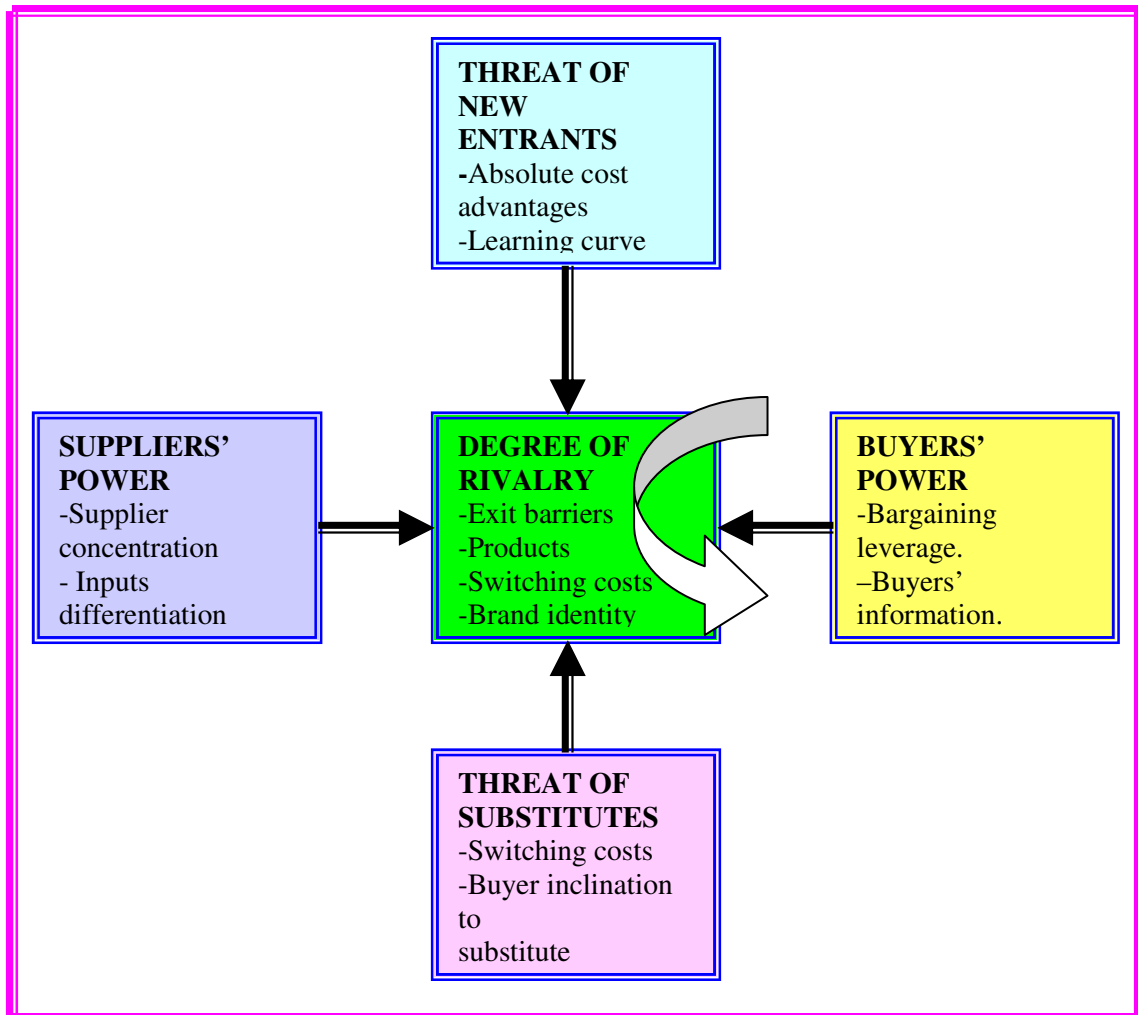 THREAT OF
NEW
ENTRANTS
-Absolute cost
advantages
-Learning curve
SUPPLIERS’
POWER
-Supplier
concentration
- Inputs
differentiation
DEGREE OF
RIVALRY
-Exit barriers
-Products
-Switching costs
-Brand identity
BUYERS’
POWER
-Bargaining
leverage.
–Buyers’
information.
THREAT OF
SUBSTITUTES
-Switching costs
-Buyer inclination
to
substitute